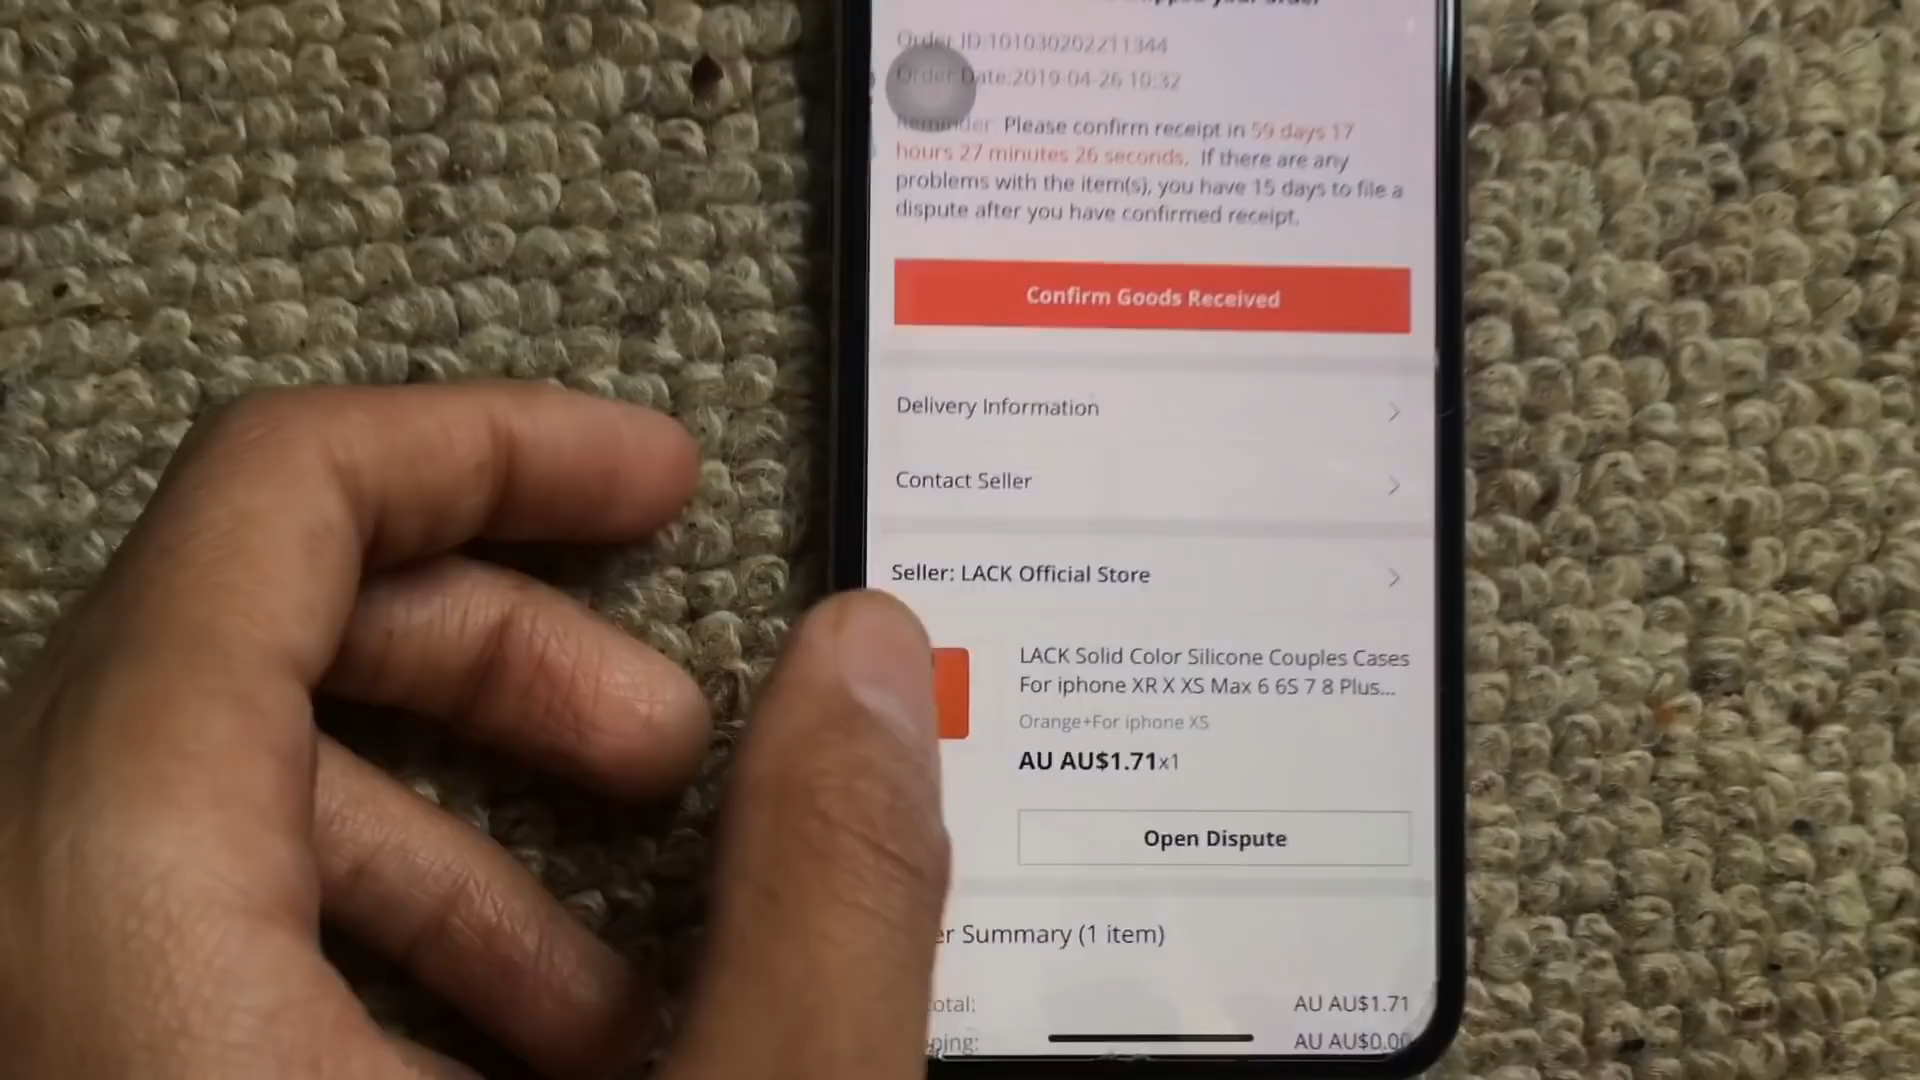 your order
Order ID:101030202211344
Order Date:2019-04-26 10:32
Reminder: Please confirm receipt in 59 days 17
hours 27 minutes 26 seconds. If there are any
problems with the item(s), you have 15 days to file a
dispute after you have confirmed receipt.
Confirm Goods Received
Delivery Information
Contact Seller
Seller: LACK Official Store
LACK Solid Color Silicone Couples Cases
For iphone XR X XS Max 6 6S 7 8 Plus...
Orange+For iphone XS
AU AU$1.71x1
Open Dispute
er Summary (1 item)
total: AU AU$1.71
ping: AU AU$0.00